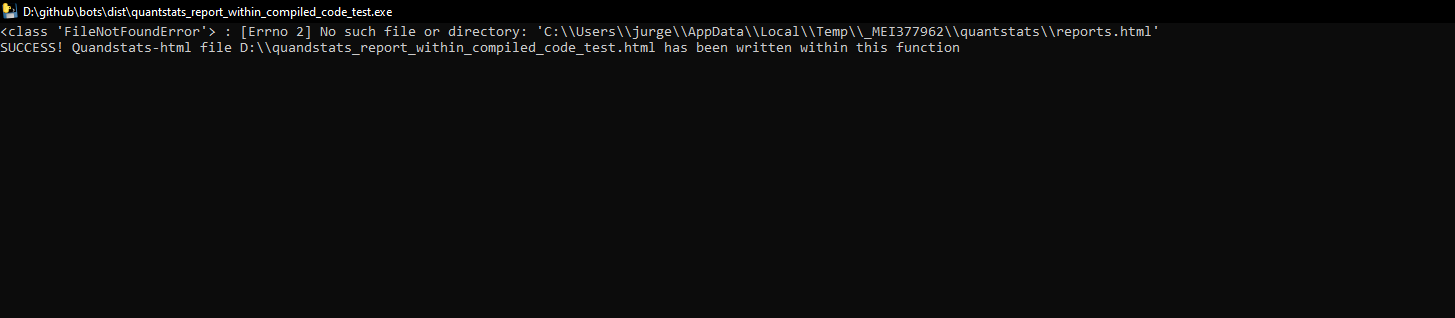 D:\github\bots\dist\quantstats_report_within_compiled_code_test.exe
<class 'FileNotFoundError'> : [Errno 2] No such file or directory: 'C:\\Users\\jurge\\AppData\\Local\\Temp\\_MEI377962\\quantstats\\reports.html'
SUCCESS! Quandstats-html file D:\\quandstats_report_within_compiled_code_test.html has been written within this function